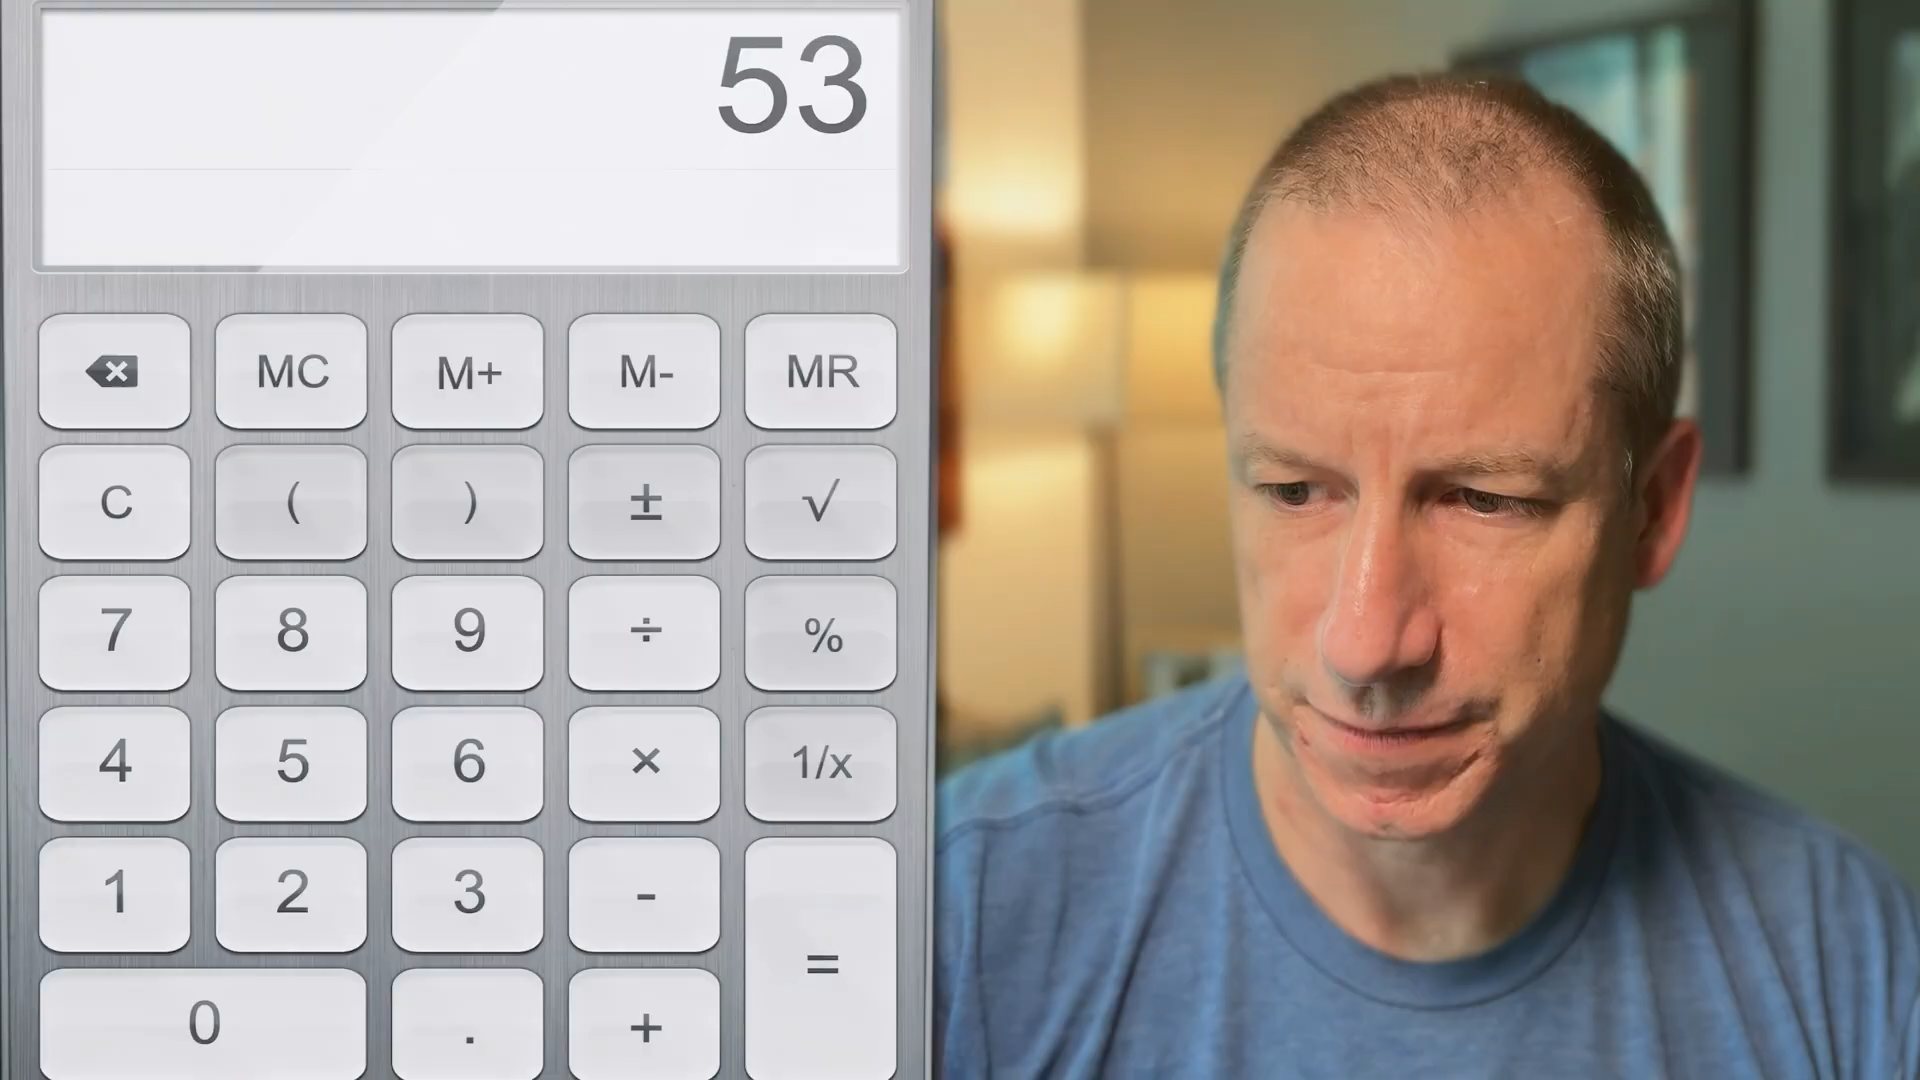 53
MC M+ M- MR
C ( ) ± √
7 8 9 ÷ %
4 5 6 × 1/x
1 2 3 -
=
0 . +